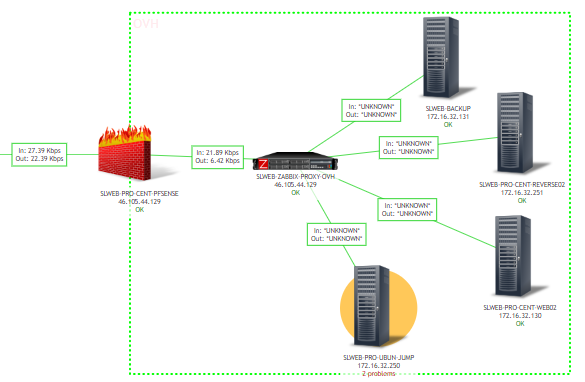 OVH
In: 27.39 Kbps
Out: 22.39 Kbps
SLWEB-PRO-CENT-PFSENSE
46.105.44.129
OK
In: 21.89 Kbps
Out: 6.42 Kbps
Z
SLWEB-ZABBIX-PROXY-OVH
46.105.44.129
OK
In: *UNKNOWN*
Out: *UNKNOWN*
SLWEB-BACKUP
172.16.32.131
OK
In: *UNKNOWN*
Out: *UNKNOWN*
SLWEB-PRO-CENT-REVERSE02
172.16.32.251
OK
In: *UNKNOWN*
Out: *UNKNOWN*
SLWEB-PRO-CENT-WEB02
172.16.32.130
OK
In: *UNKNOWN*
Out: *UNKNOWN*
SLWEB-PRO-UBUN-JUMP
172.16.32.250
2 problems